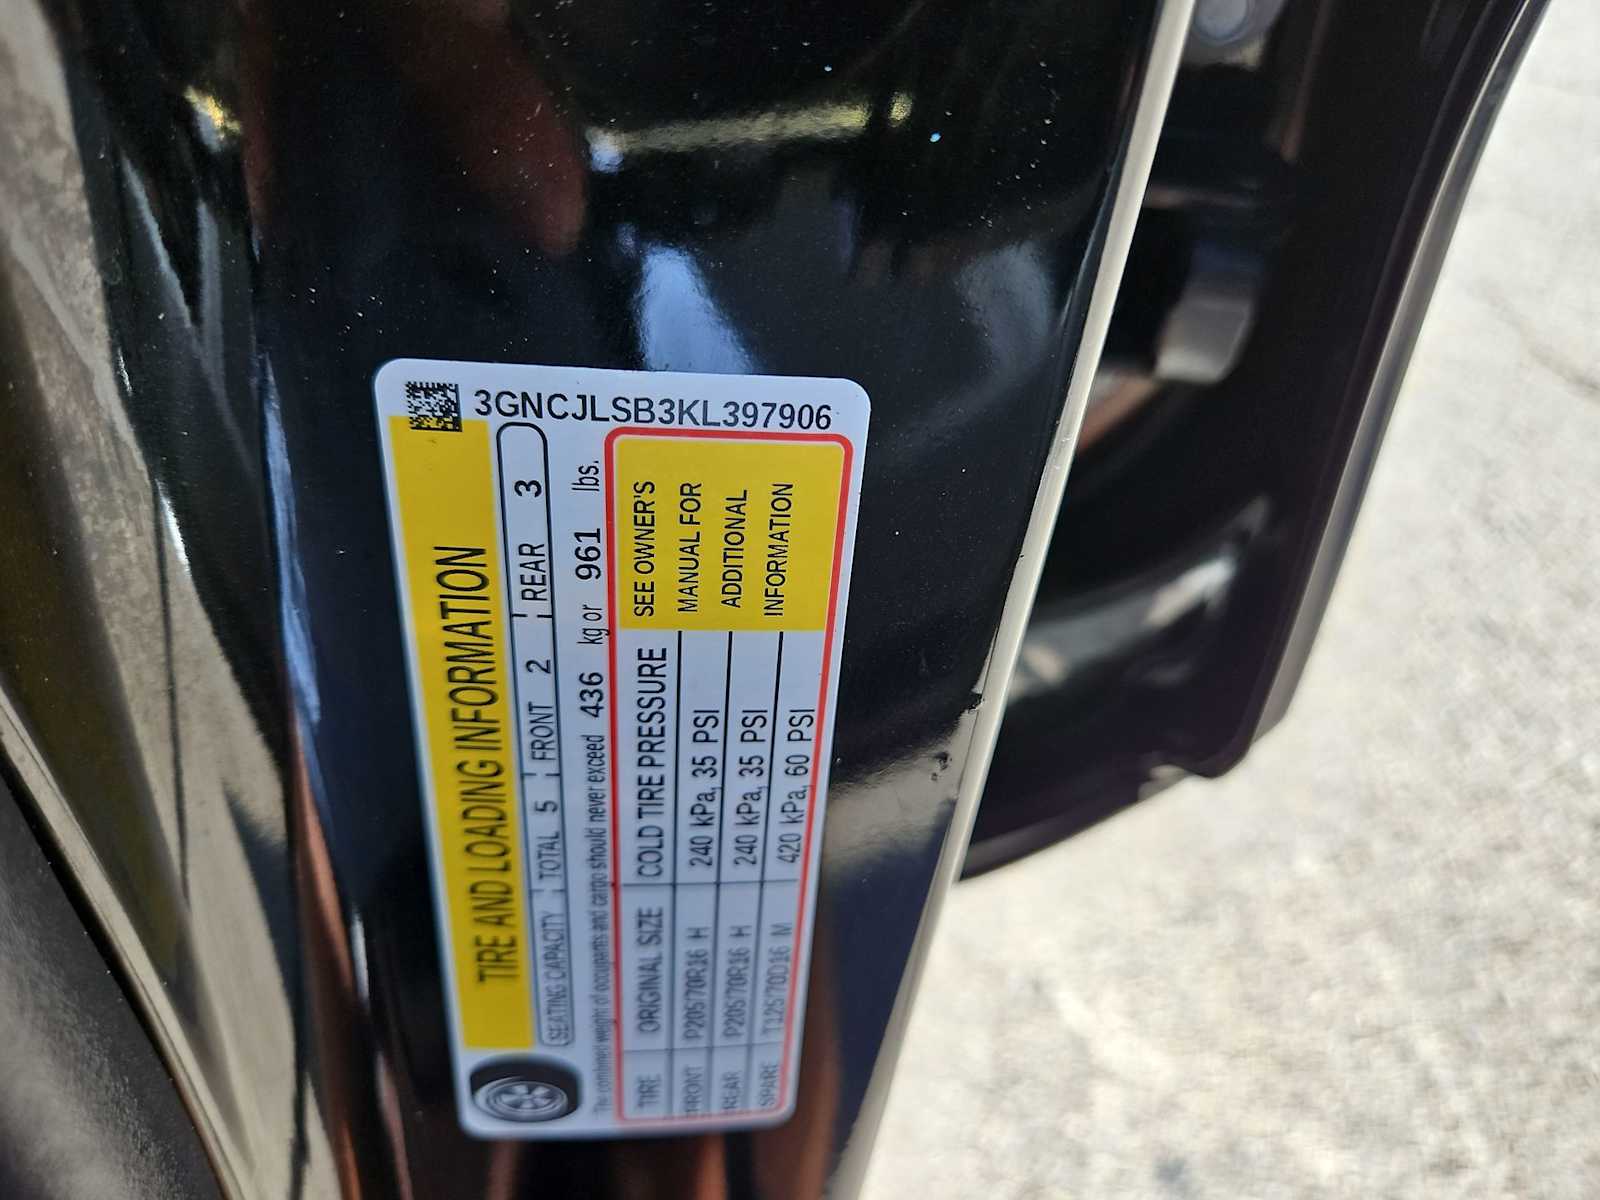 3GNCJLSB3KL397906
TIRE AND LOADING INFORMATION
SEATING CAPACITY TOTAL 5 FRONT 2 REAR 3
The combined weight of occupants and cargo should never exceed 436 kg or 961 lbs.
TIRE ORIGINAL SIZE COLD TIRE PRESSURE
FRONT P205/70R16 H 240 kPa, 35 PSI
REAR P205/70R16 H 240 kPa, 35 PSI
SPARE T125/70D16 M 420 kPa, 60 PSI
SEE OWNER'S
MANUAL FOR
ADDITIONAL
INFORMATION